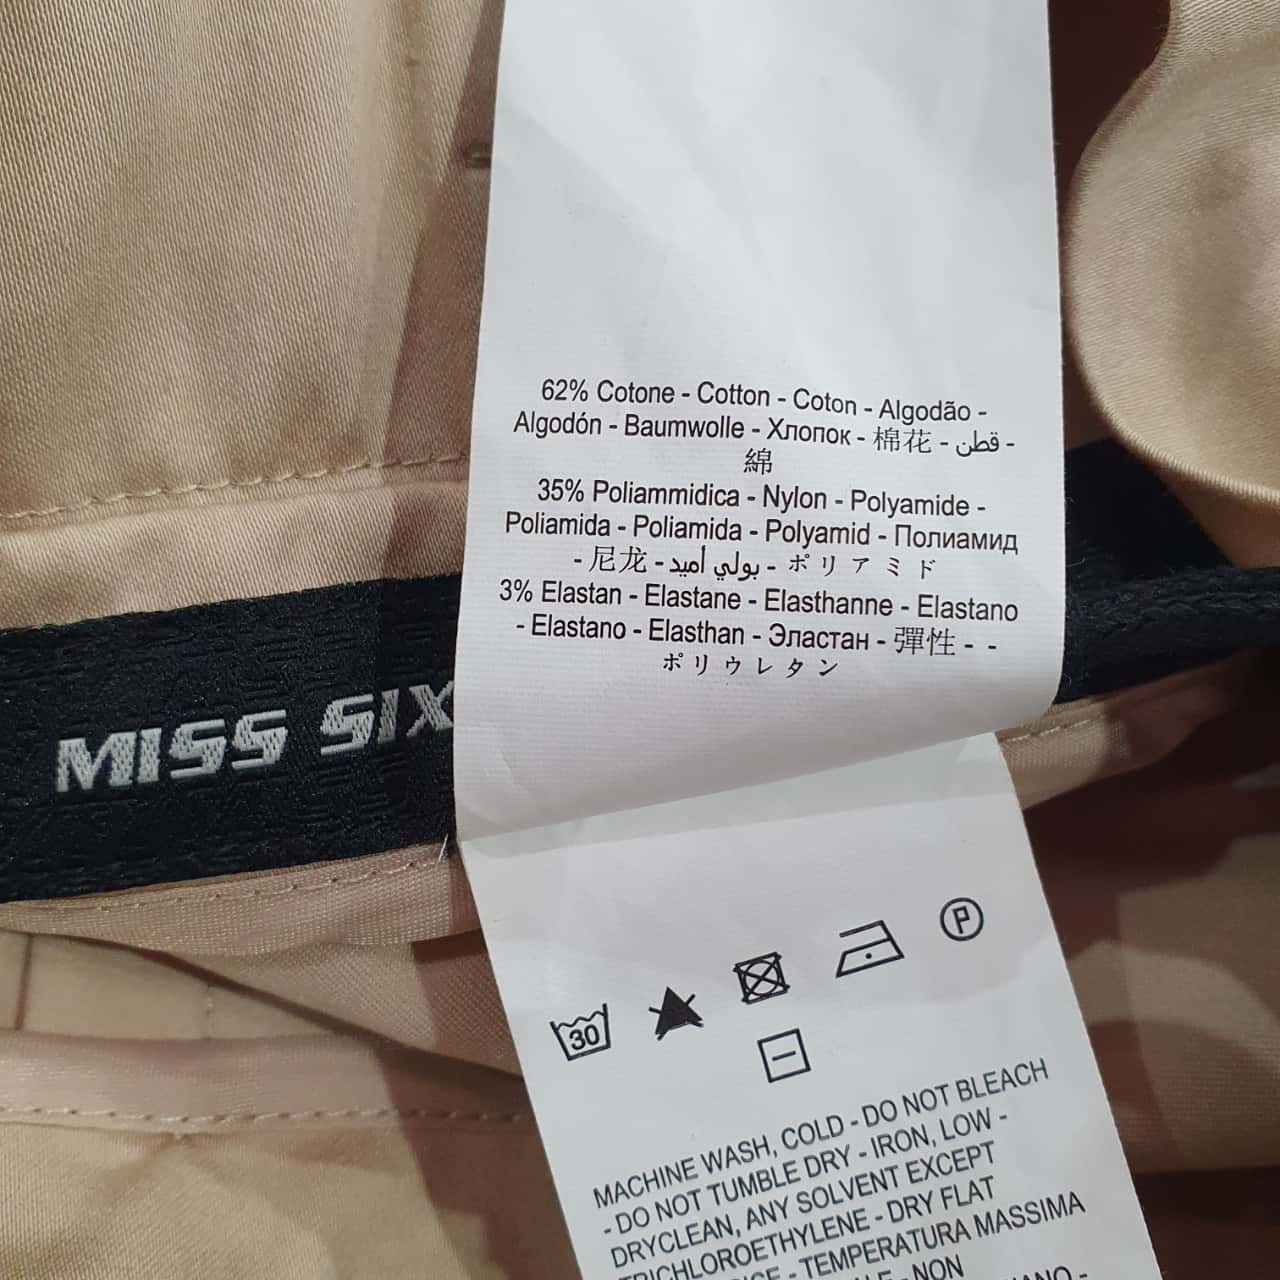 62% Cotone - Cotton - Coton - Algodão -
Algodón - Baumwolle - Хлопок - 棉花 - قطن -
綿
35% Poliammidica - Nylon - Polyamide -
Poliamida - Poliamida - Polyamid - Полиамид
- 尼龙 - بولي أميد - ポリアミド
3% Elastan - Elastane - Elasthanne - Elastano
- Elastano - Elasthan - Эластан - 彈性 - -
ポリウレタン
MISS SIX
P
30
MACHINE WASH, COLD - DO NOT BLEACH
- DO NOT TUMBLE DRY - IRON, LOW -
DRYCLEAN, ANY SOLVENT EXCEPT
TRICHLOROETHYLENE - DRY FLAT
- TEMPERATURA MASSIMA
- NON